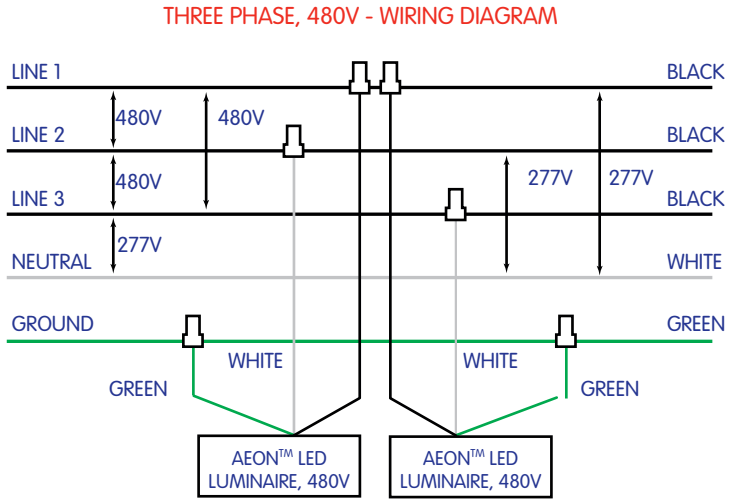 THREE PHASE, 480V - WIRING DIAGRAM
LINE 1
BLACK
480V
480V
LINE 2
BLACK
480V
277V
277V
LINE 3
BLACK
277V
NEUTRAL
WHITE
GROUND
GREEN
WHITE
WHITE
GREEN
GREEN
AEON™ LED
LUMINAIRE, 480V
AEON™ LED
LUMINAIRE, 480V